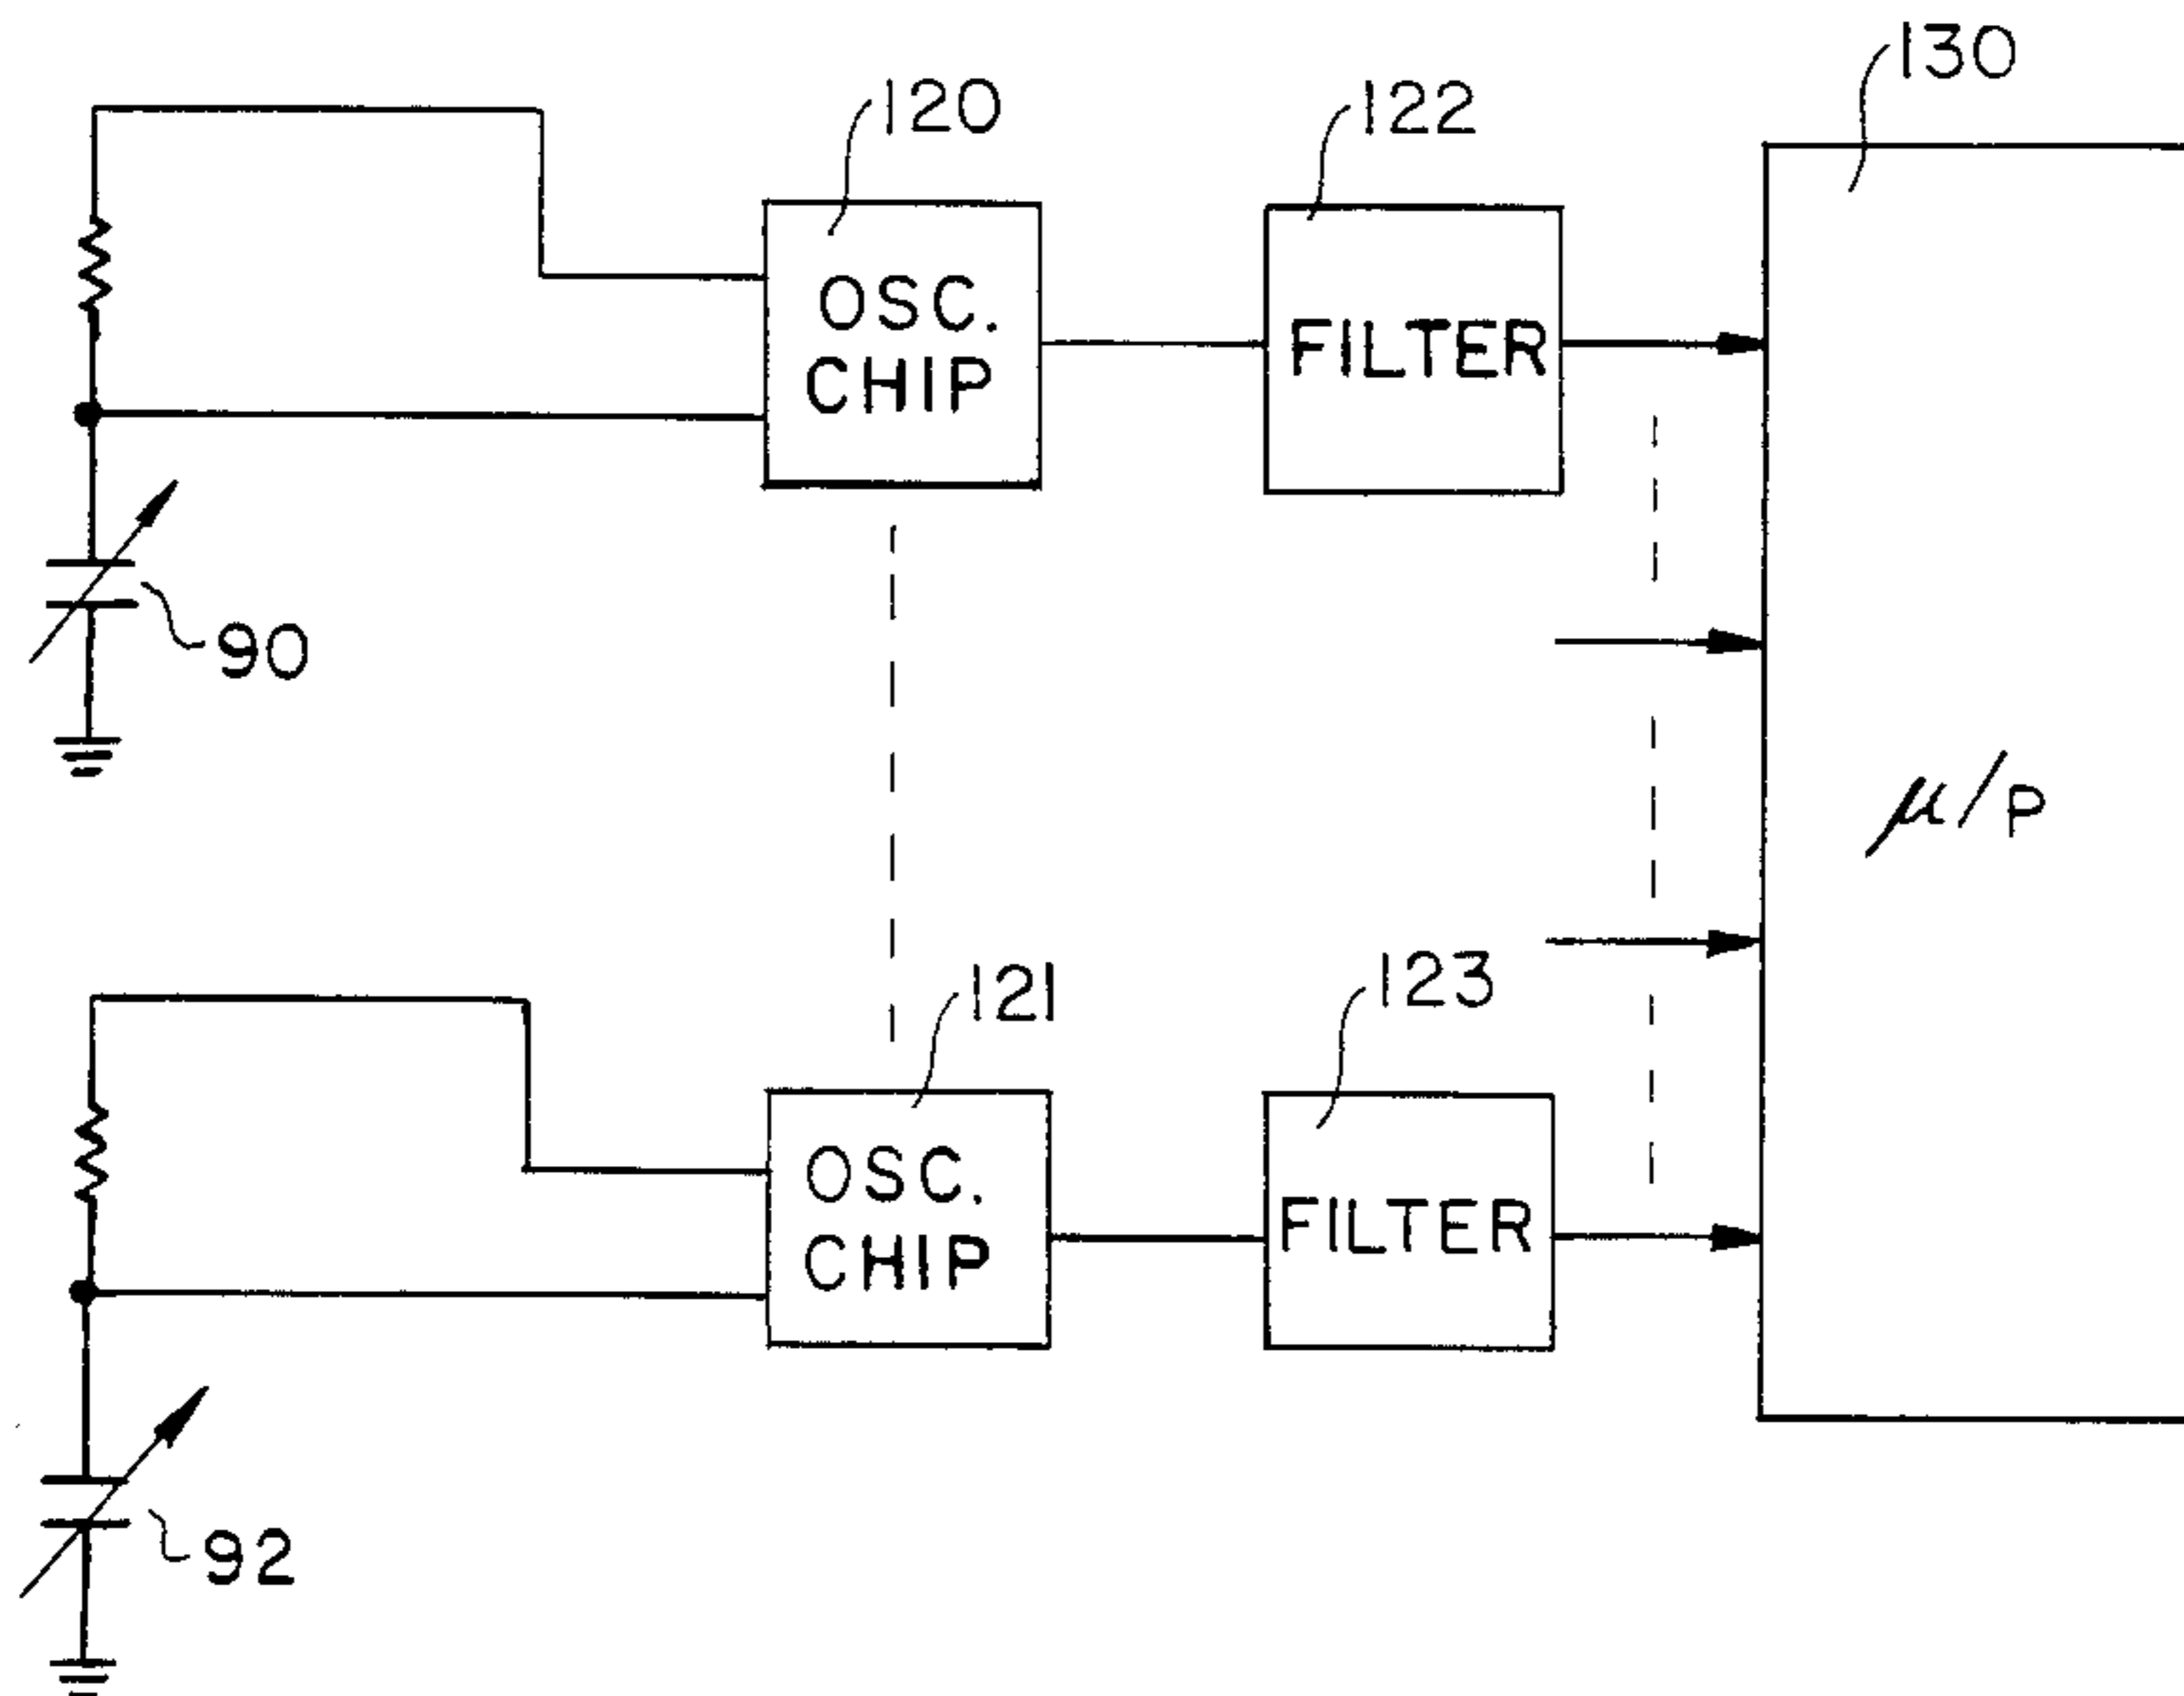 130
120
122
OSC.
CHIP
FILTER
90
μ/P
121
123
OSC.
CHIP
FILTER
92